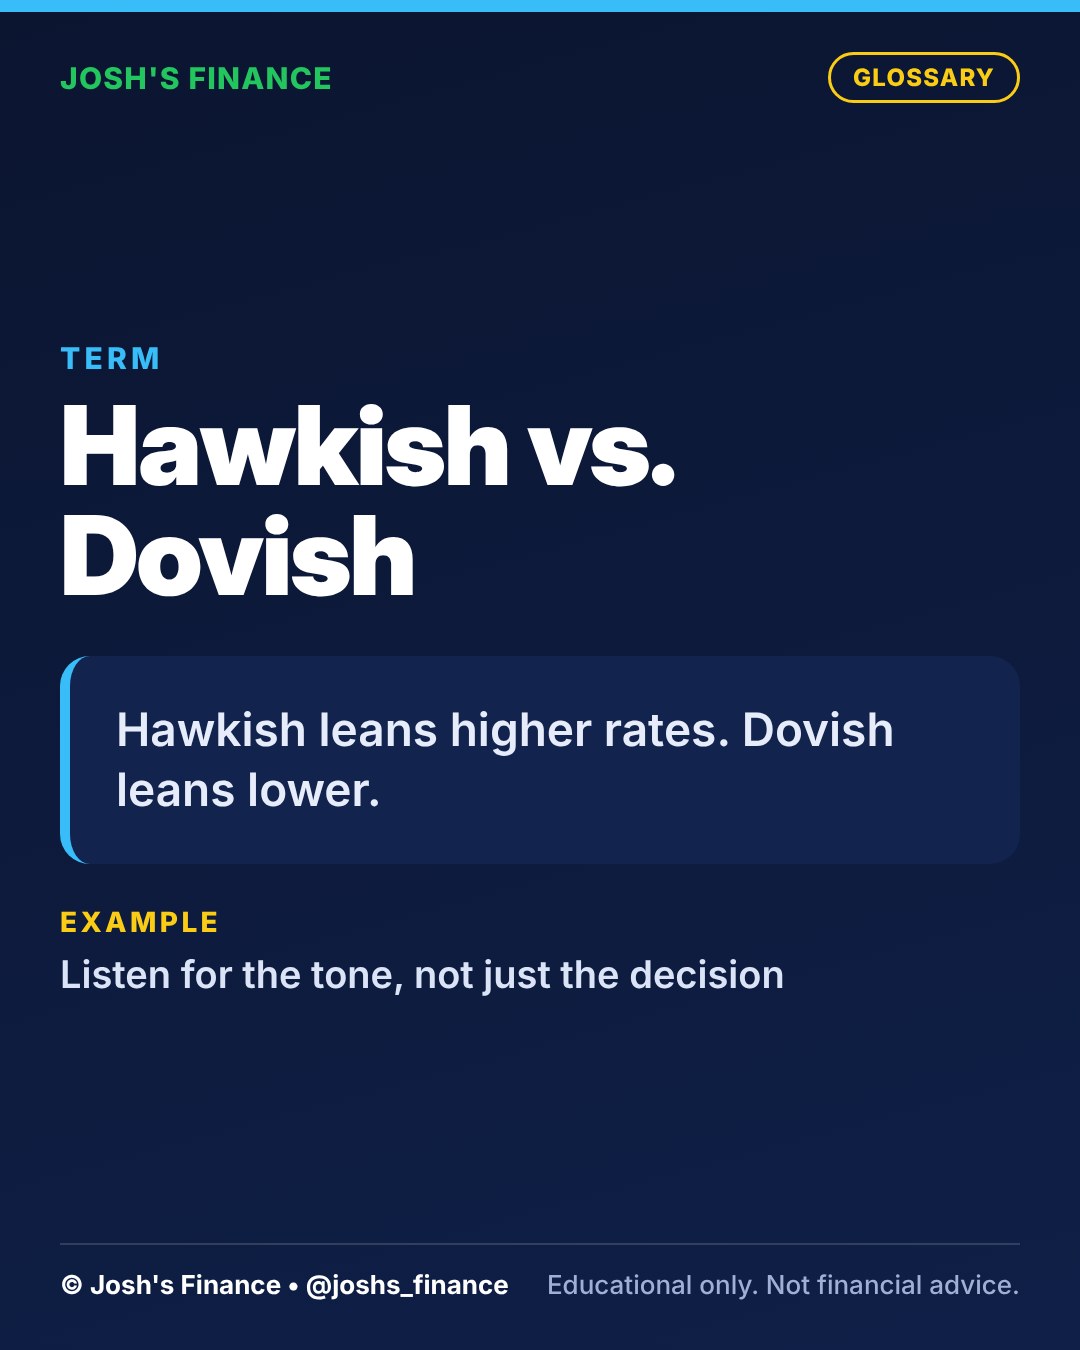 JOSH'S FINANCE
GLOSSARY
TERM
Hawkish vs.
Dovish
Hawkish leans higher rates. Dovish
leans lower.
EXAMPLE
Listen for the tone, not just the decision
© Josh's Finance • @joshs_finance
Educational only. Not financial advice.